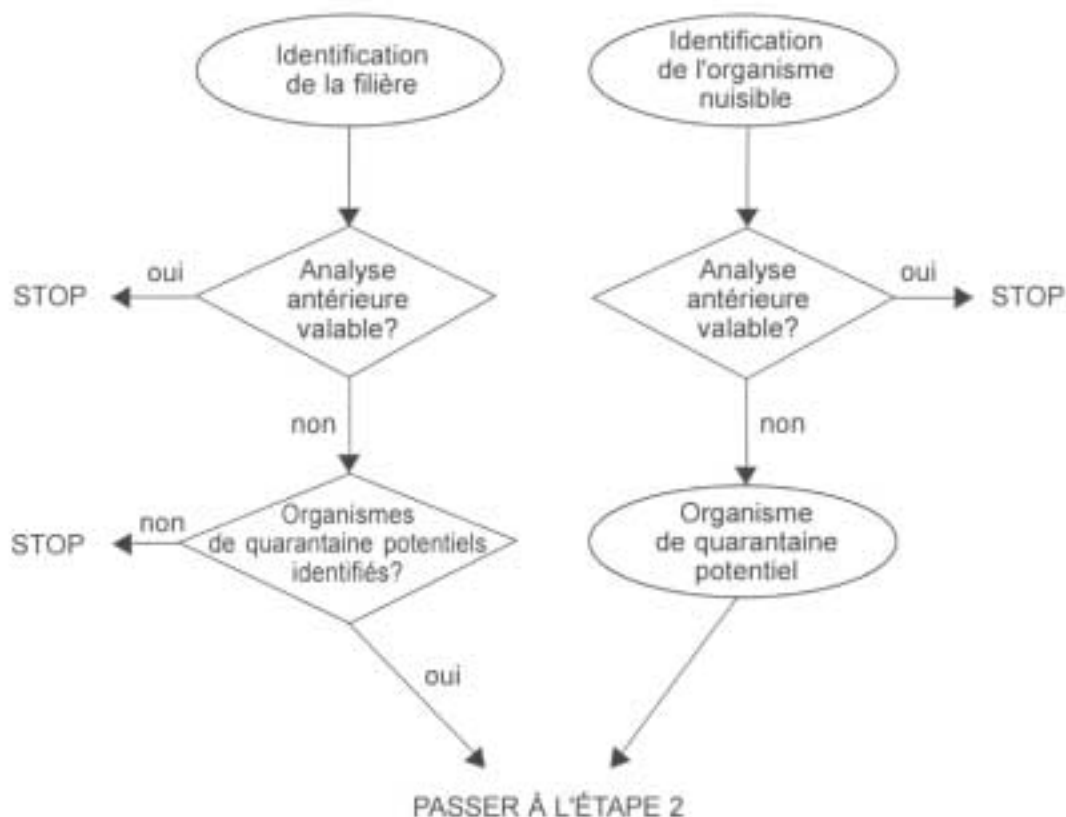 Identification
de la filière
Identification
de l'organisme
nuisible
oui
STOP
Analyse
antérieure
valable?
Analyse
antérieure
valable?
oui
STOP
non
non
STOP
non
Organismes
de quarantaine potentiels
identifiés?
Organisme
de quarantaine
potentiel
oui
PASSER À L'ÉTAPE 2